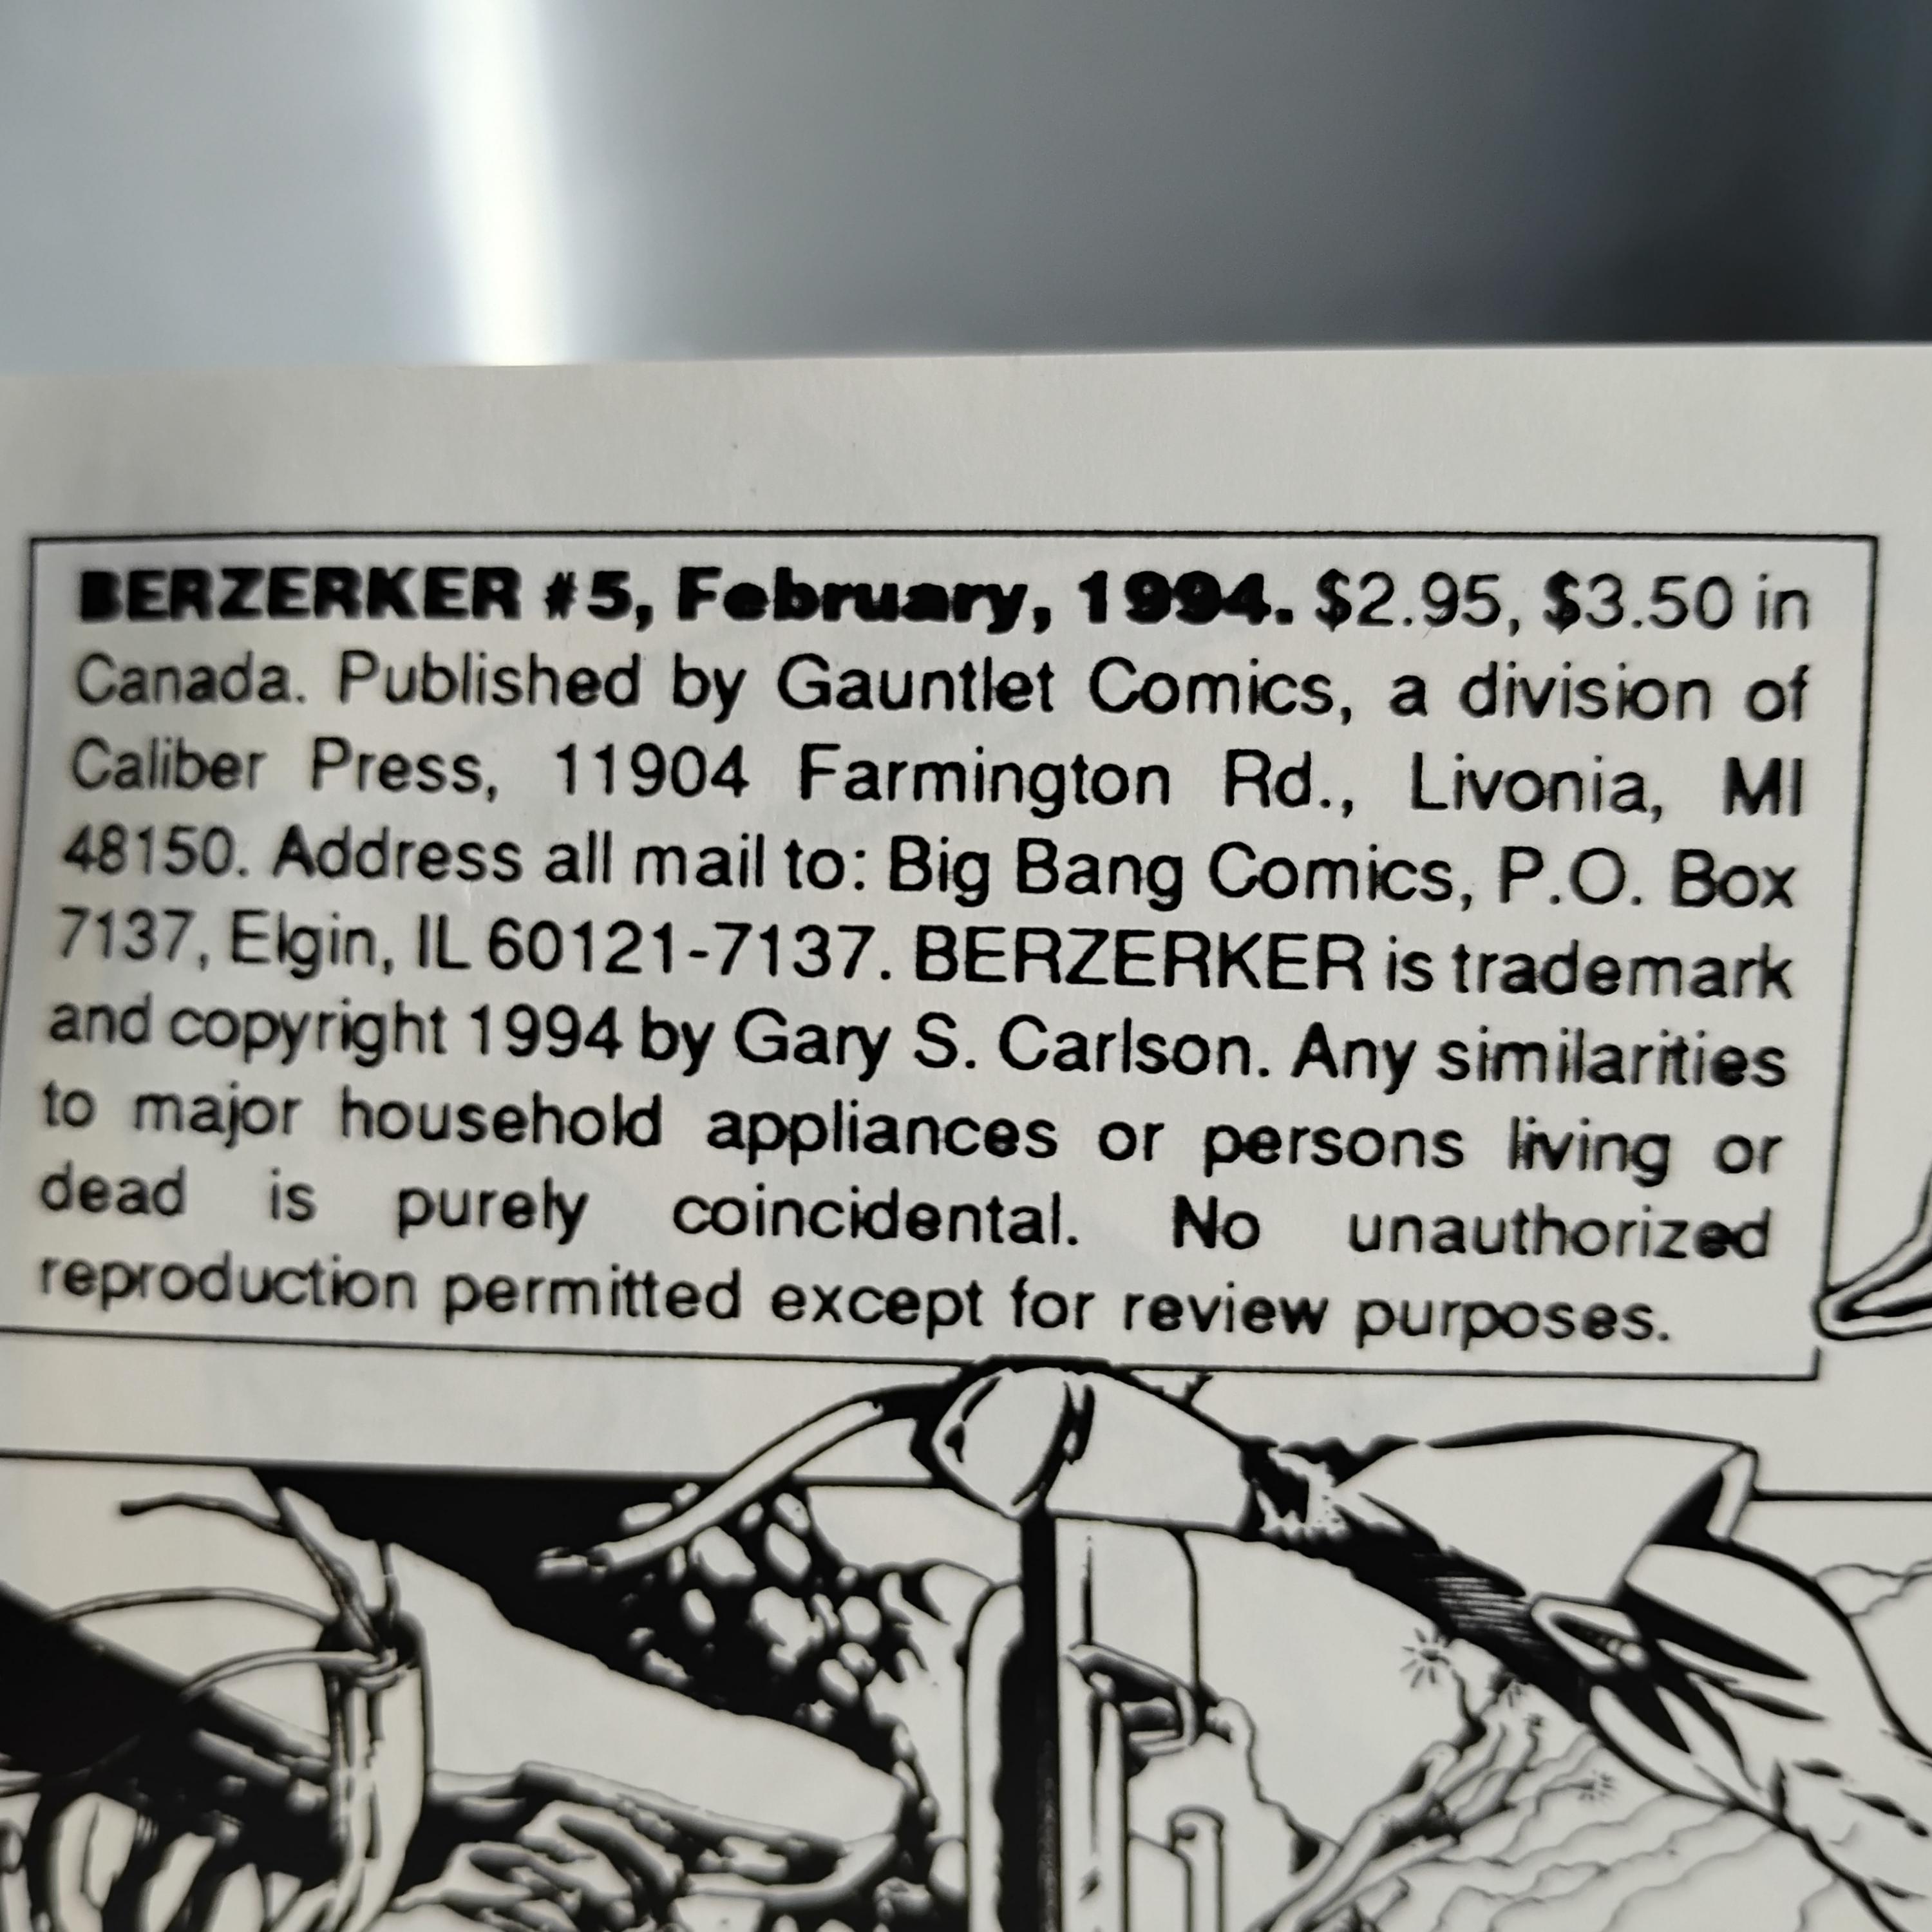 BERZERKER #5, February, 1994. $2.95, $3.50 in
Canada. Published by Gauntlet Comics, a division of
Caliber Press, 11904 Farmington Rd., Livonia, MI
48150. Address all mail to: Big Bang Comics, P.O. Box
7137, Elgin, IL 60121-7137. BERZERKER is trademark
and copyright 1994 by Gary S. Carlson. Any similarities
to major household appliances or persons living or
dead is purely coincidental. No unauthorized
reproduction permitted except for review purposes.